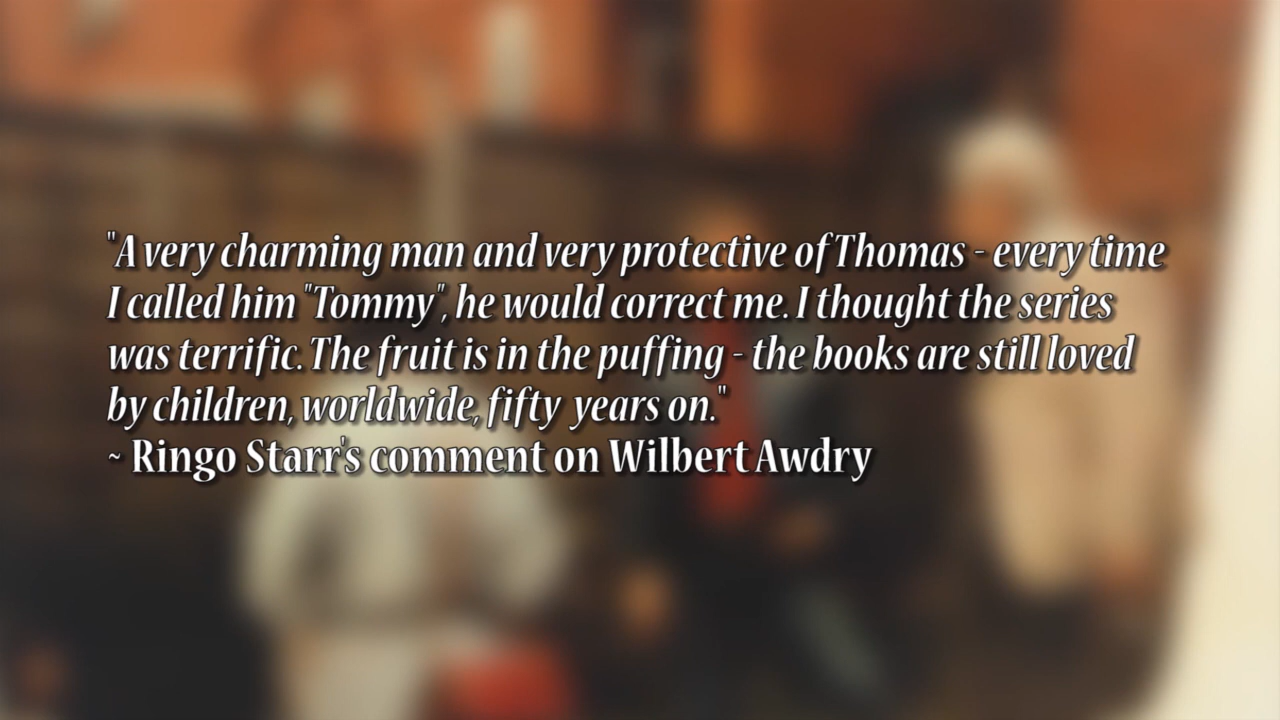 "A very charming man and very protective of Thomas - every time
I called him "Tommy", he would correct me. I thought the series
was terrific. The fruit is in the puffing - the books are still loved
by children, worldwide, fifty years on."
~ Ringo Starr's comment on Wilbert Awdry